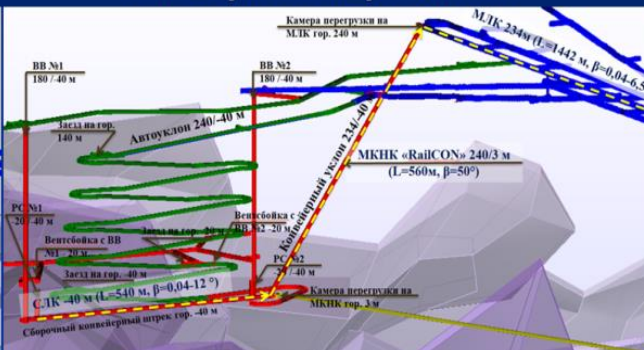 Камера перегрузки на
МЛК гор. 240 м
МЛК 234м (L=1442 м, β=0,04-6,5
ВВ №1
180 /-40 м
ВВ №2
180 /-40 м
Заезд на гор.
140 м
Автоуклон 240/-40 м
Конвейерный уклон 234/-40
МКНК «RailCON» 240/3 м
(L=560м, β=50°)
РС №1
-20 /-40 м
Вентсбойка с ВВ
№1 -20 м
Заезд на гор. -20 м
Вентсбойка с
ВВ №2 -20 м
Заезд на гор. -40 м
РС №2
-20 /-40 м
СЛК -40 м (L=540 м, β=0,04-12 °)
Камера перегрузки на
МКНК гор. 3 м
Сборочный конвейерный штрек гор. -40 м